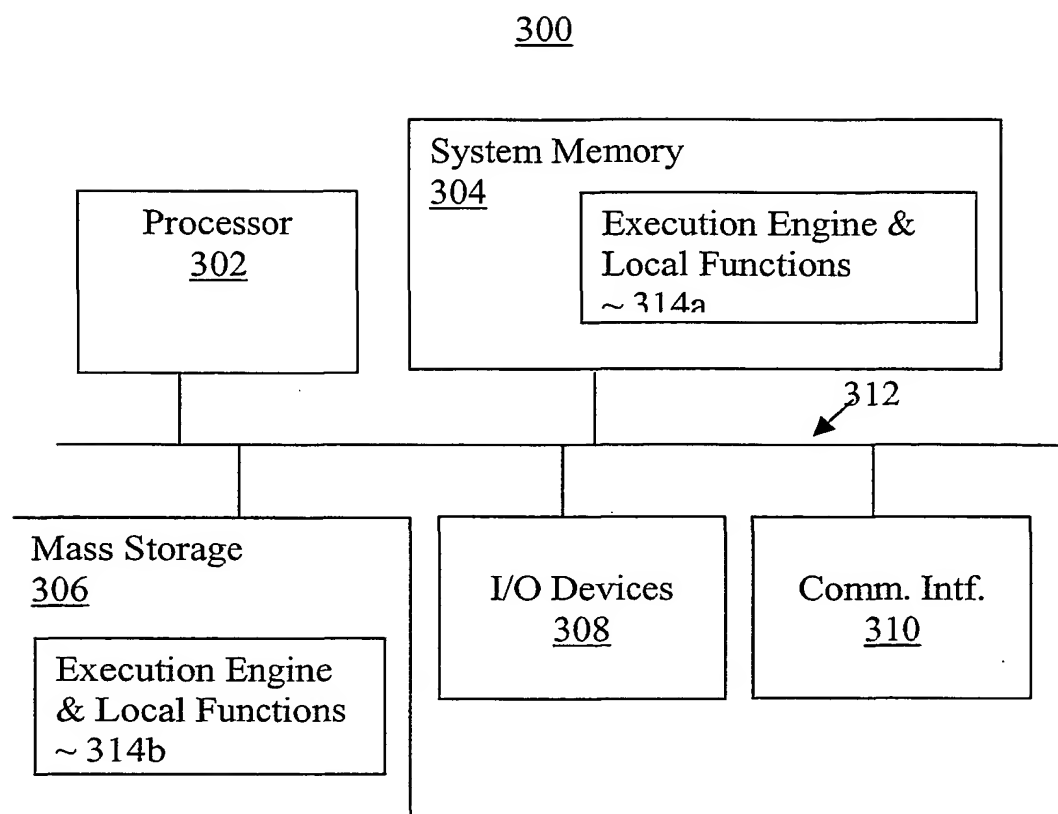 300
System Memory
304
Execution Engine &
Local Functions
~ 314a
Processor
302
312
Mass Storage
306
Execution Engine
& Local Functions
~ 314b
I/O Devices
308
Comm. Intf.
310